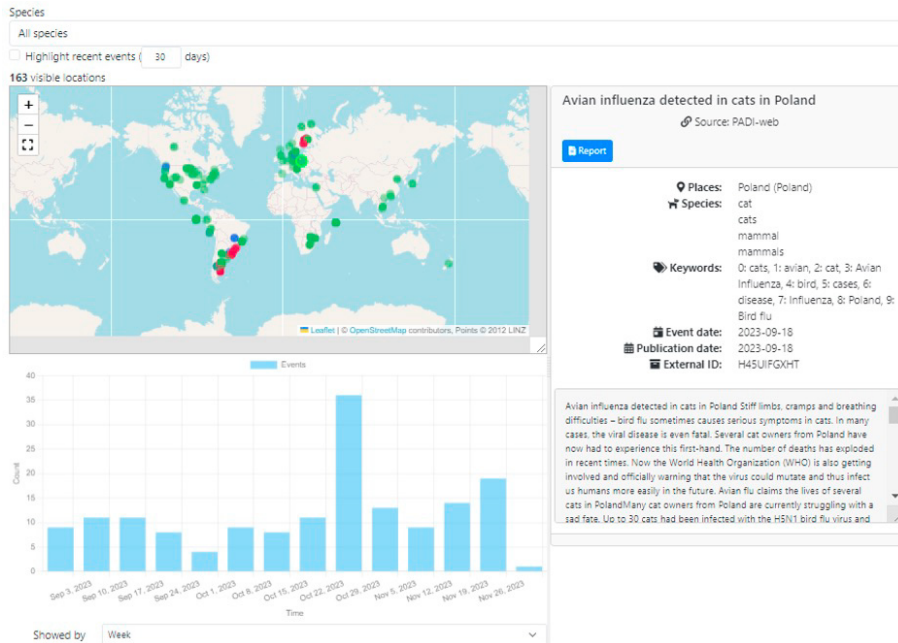 Species
All species
Highlight recent events ( 30 days)
163 visible locations
+
−
Leaflet | © OpenStreetMap contributors, Points © 2012 LINZ
Avian influenza detected in cats in Poland
Source: PADI-web
Report
Places: Poland (Poland)
Species: cat
cats
mammal
mammals
Keywords: 0: cats, 1: avian, 2: cat, 3: Avian
Influenza, 4: bird, 5: cases, 6:
disease, 7: Influenza, 8: Poland, 9:
Bird flu
Event date: 2023-09-18
Publication date: 2023-09-18
External ID: H45UIFGXHT
Avian influenza detected in cats in Poland Stiff limbs, cramps and breathing
difficulties – bird flu sometimes causes serious symptoms in cats. In many
cases, the viral disease is even fatal. Several cat owners from Poland have
now had to experience this first-hand. The number of deaths has exploded
in recent times. Now the World Health Organization (WHO) is also getting
involved and officially warning that the virus could mutate and thus infect
us humans more easily in the future. Avian flu claims the lives of several
cats in PolandMany cat owners from Poland are currently struggling with a
sad fate. Up to 30 cats had been infected with the H5N1 bird flu virus and
Events
Count
40
35
30
25
20
15
10
5
0
Sep 3, 2023
Sep 10, 2023
Sep 17, 2023
Sep 24, 2023
Oct 1, 2023
Oct 8, 2023
Oct 15, 2023
Oct 22, 2023
Oct 29, 2023
Nov 5, 2023
Nov 12, 2023
Nov 19, 2023
Nov 26, 2023
Time
Showed by Week